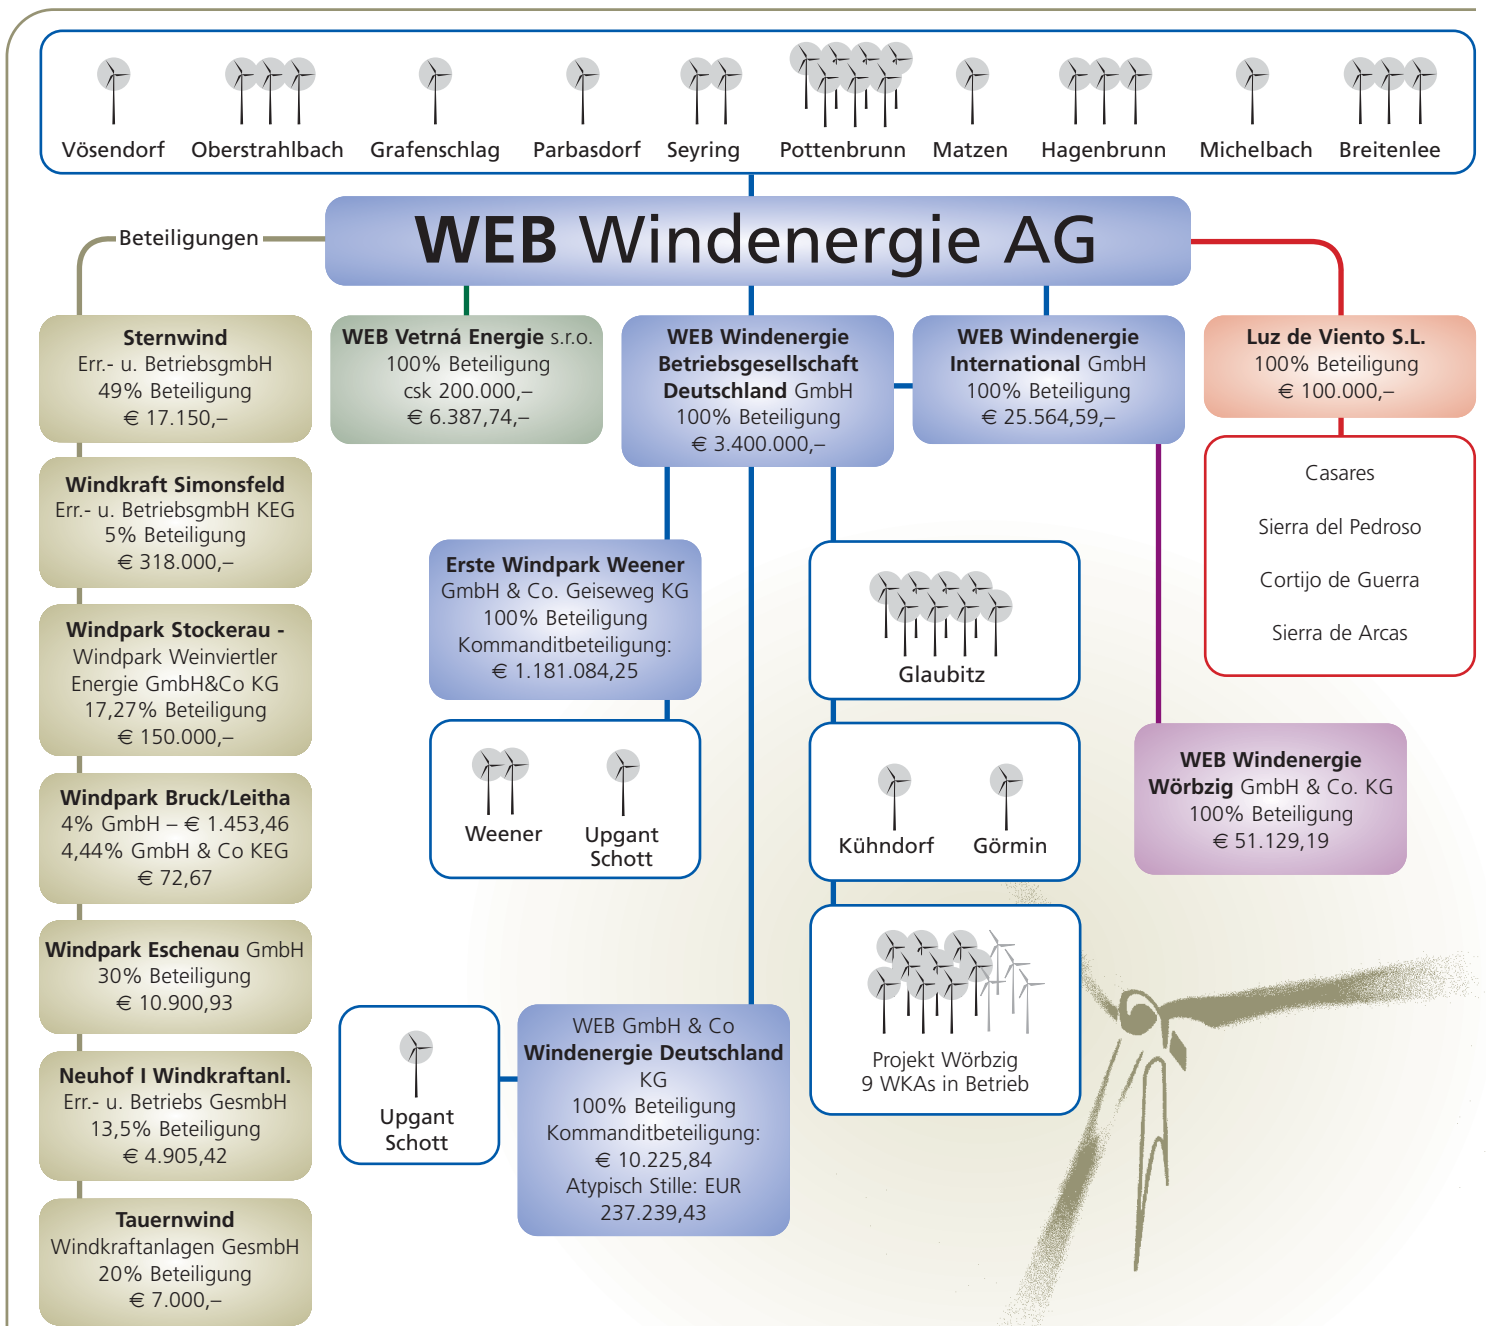 Vösendorf Oberstrahlbach Grafenschlag Parbasdorf Seyring Pottenbrunn Matzen Hagenbrunn Michelbach Breitenlee
WEB Windenergie AG
Beteiligungen
Sternwind
Err.- u. BetriebsgmbH
49% Beteiligung
€ 17.150,–
Windkraft Simonsfeld
Err.- u. BetriebsgmbH KEG
5% Beteiligung
€ 318.000,–
Windpark Stockerau -
Windpark Weinviertler
Energie GmbH&Co KG
17,27% Beteiligung
€ 150.000,–
Windpark Bruck/Leitha
4% GmbH – € 1.453,46
4,44% GmbH & Co KEG
€ 72,67
Windpark Eschenau GmbH
30% Beteiligung
€ 10.900,93
Neuhof I Windkraftanl.
Err.- u. Betriebs GesmbH
13,5% Beteiligung
€ 4.905,42
Tauernwind
Windkraftanlagen GesmbH
20% Beteiligung
€ 7.000,–
WEB Vetrná Energie s.r.o.
100% Beteiligung
csk 200.000,–
€ 6.387,74,–
WEB Windenergie
Betriebsgesellschaft
Deutschland GmbH
100% Beteiligung
€ 3.400.000,–
WEB Windenergie
International GmbH
100% Beteiligung
€ 25.564,59,–
Luz de Viento S.L.
100% Beteiligung
€ 100.000,–
Casares
Sierra del Pedroso
Cortijo de Guerra
Sierra de Arcas
Erste Windpark Weener
GmbH & Co. Geiseweg KG
100% Beteiligung
Kommanditbeteiligung:
€ 1.181.084,25
Weener
Upgant
Schott
Glaubitz
Kühndorf
Görmin
Projekt Wörbzig
9 WKAs in Betrieb
WEB Windenergie
Wörbzig GmbH & Co. KG
100% Beteiligung
€ 51.129,19
Upgant
Schott
WEB GmbH & Co
Windenergie Deutschland
KG
100% Beteiligung
Kommanditbeteiligung:
€ 10.225,84
Atypisch Stille: EUR
237.239,43